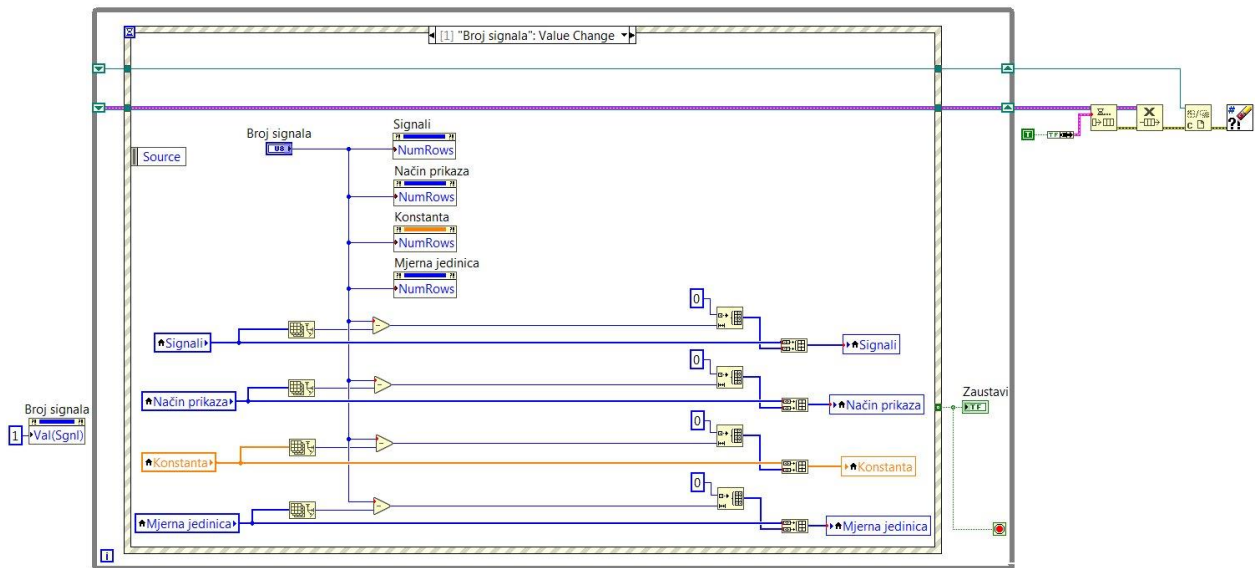 [1] "Broj signala": Value Change
Broj signala
U8
Source
Signali
NumRows
Način prikaza
NumRows
Konstanta
NumRows
Mjerna jedinica
NumRows
0
Signali
Signali
0
Način prikaza
Način prikaza
0
Konstanta
Konstanta
0
Mjerna jedinica
Mjerna jedinica
Broj signala
1
Val(Sgnl)
Zaustavi
TF
i
T
TF
#
?!